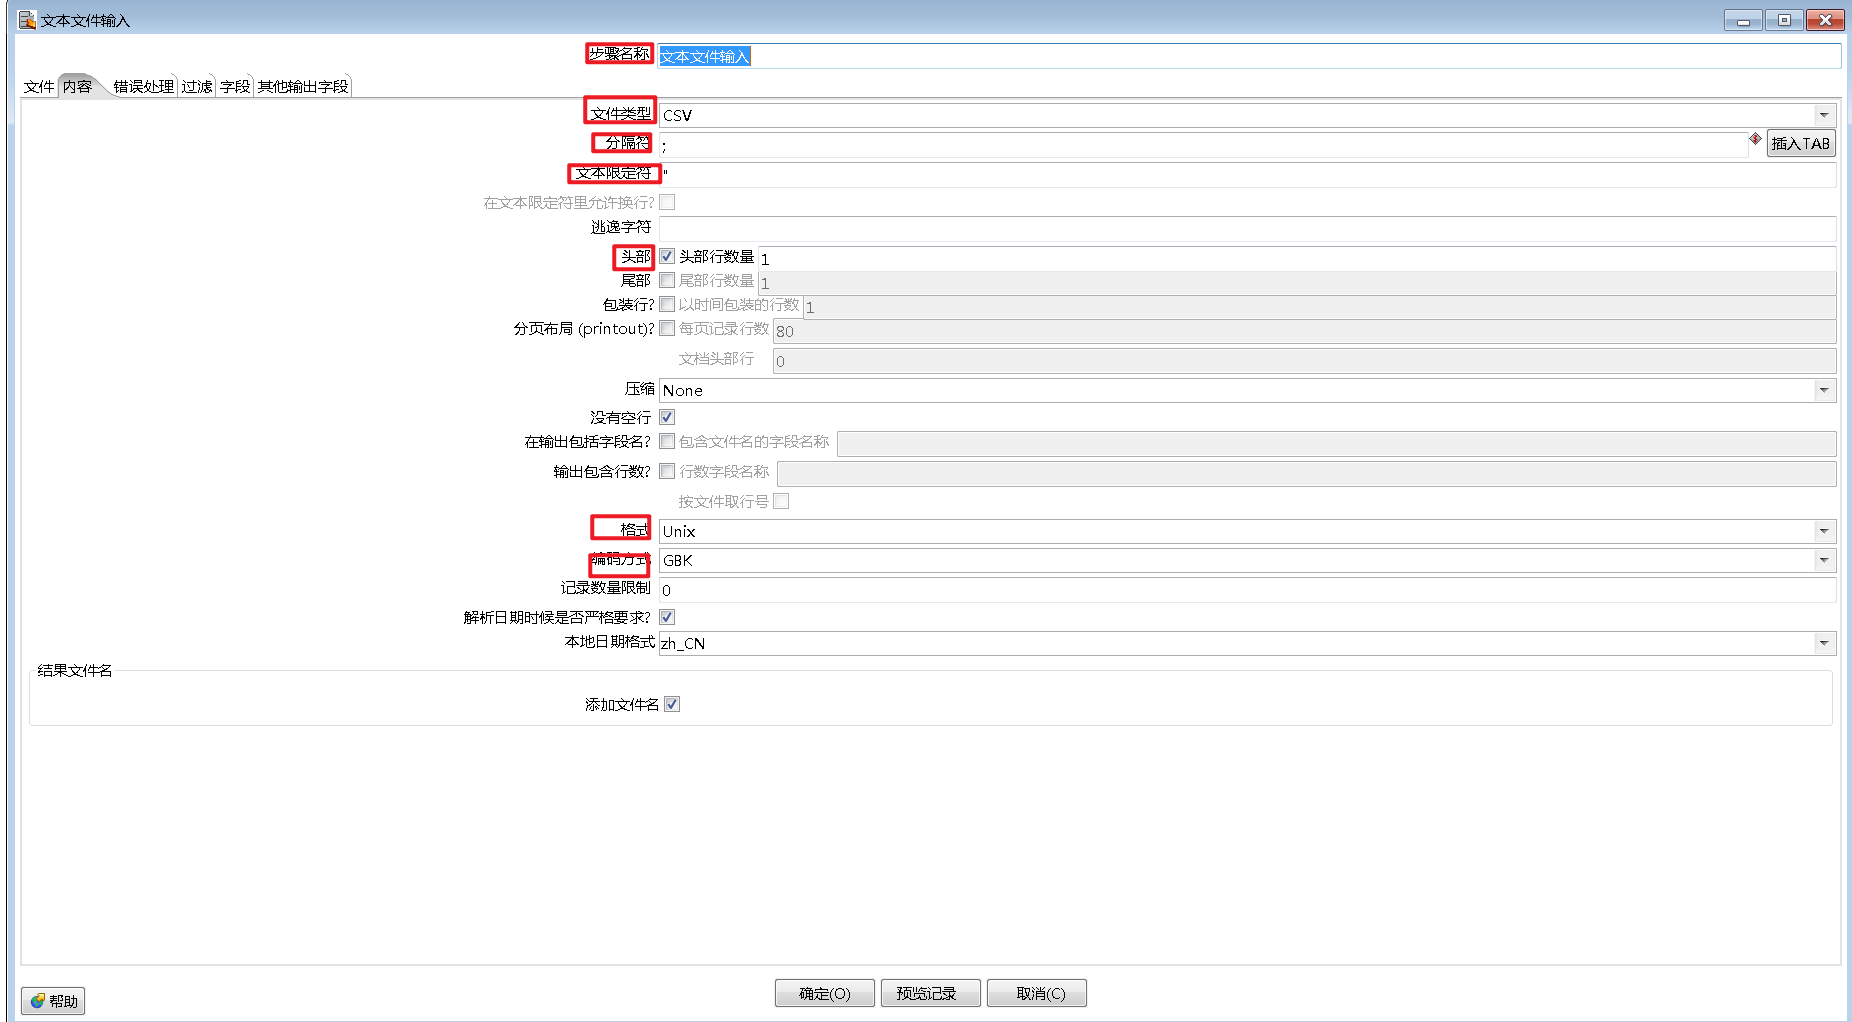 文本文件输入
步骤名称 文本文件输入
文件 内容 错误处理 过滤 字段 其他输出字段
文件类型 CSV
分隔符 ; 插入TAB
文本限定符 "
在文本限定符里允许换行?
逃逸字符
头部 头部行数量 1
尾部 尾部行数量 1
包装行? 以时间包装的行数 1
分页布局 (printout)? 每页记录行数 80
文档头部行 0
压缩 None
没有空行
在输出包括字段名? 包含文件名的字段名称
输出包含行数? 行数字段名称
按文件取行号
格式 Unix
编码方式 GBK
记录数量限制 0
解析日期时候是否严格要求?
本地日期格式 zh_CN
结果文件名
添加文件名
确定(O) 预览记录 取消(C)
帮助